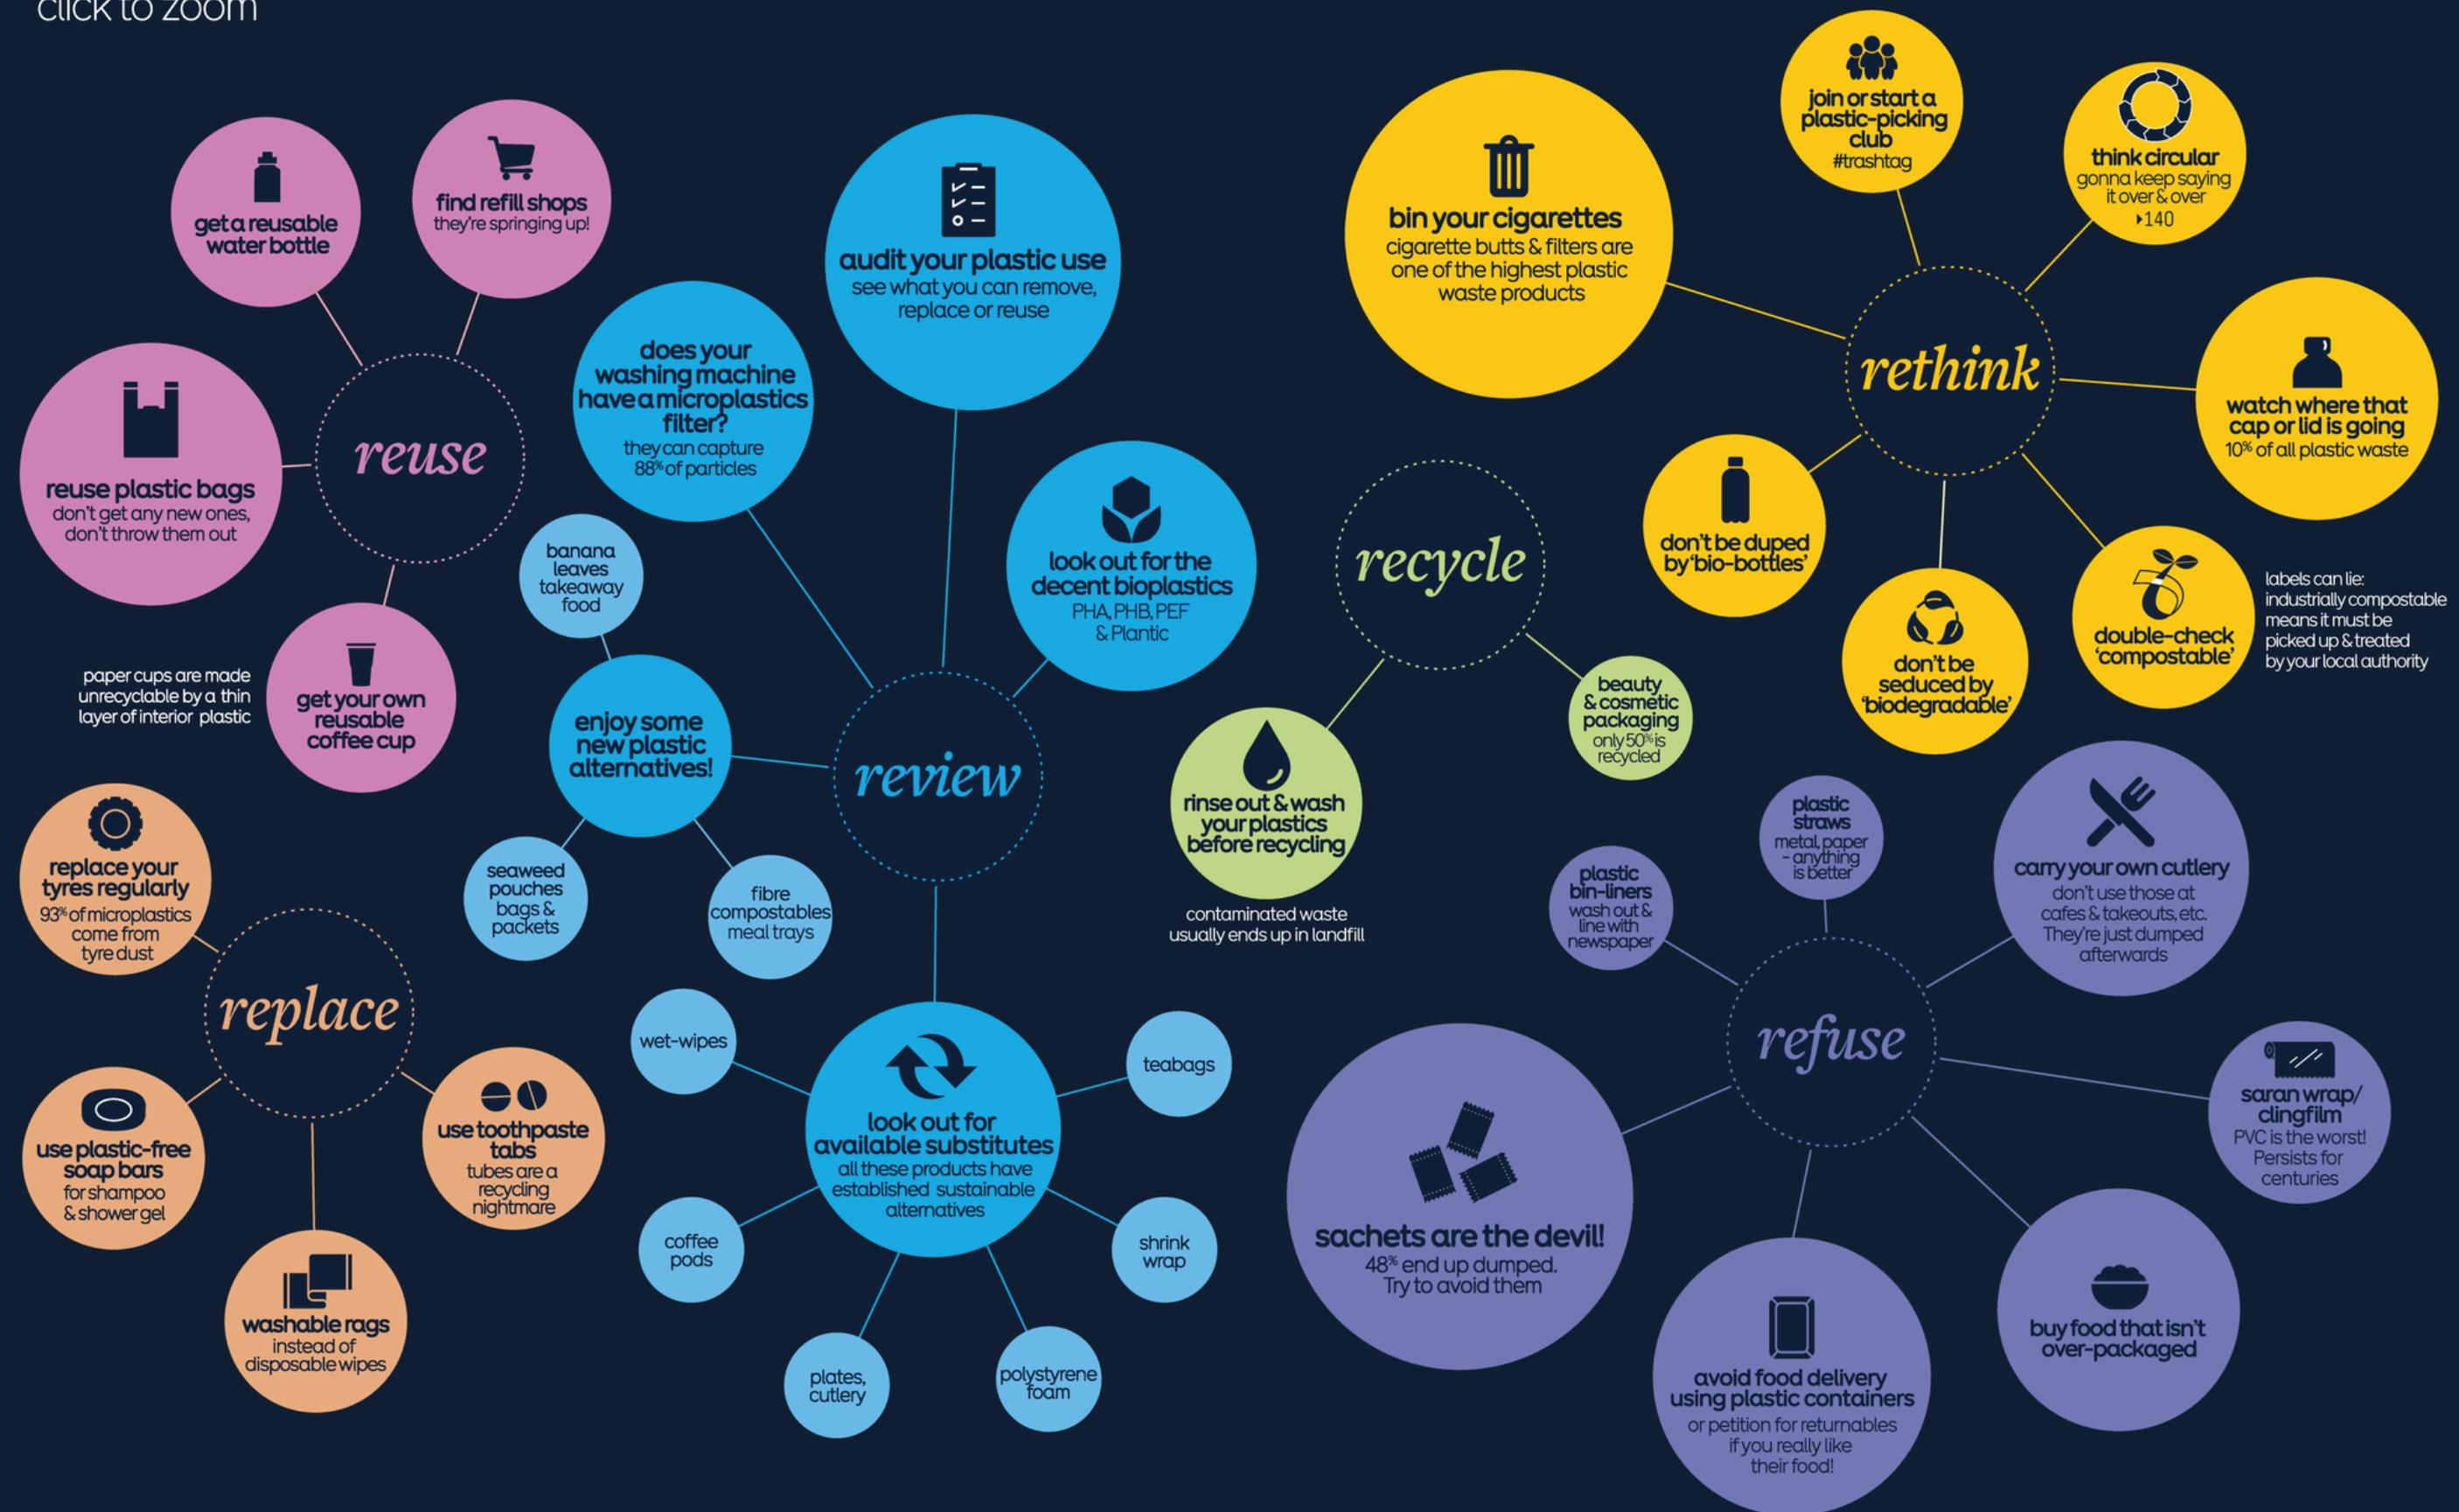 click to zoom
get a reusable
water bottle
find refill shops
they're springing up!
reuse plastic bags
don't get any new ones,
don't throw them out
reuse
paper cups are made
unrecyclable by a thin
layer of interior plastic
get your own
reusable
coffee cup
replace your
tyres regularly
93% of microplastics
come from
tyre dust
replace
use plastic-free
soap bars
for shampoo
& shower gel
use toothpaste
tabs
tubes are a
recycling
nightmare
washable rags
instead of
disposable wipes
audit your plastic use
see what you can remove,
replace or reuse
does your
washing machine
have a microplastics
filter?
they can capture
88% of particles
look out for the
decent bioplastics
PHA, PHB, PEF
& Plantic
banana
leaves
takeaway
food
enjoy some
new plastic
alternatives!
review
seaweed
pouches
bags &
packets
fibre
compostables
meal trays
wet-wipes
teabags
look out for
available substitutes
all these products have
established sustainable
alternatives
coffee
pods
shrink
wrap
plates,
cutlery
polystyrene
foam
bin your cigarettes
cigarette butts & filters are
one of the highest plastic
waste products
join or start a
plastic-picking
club
#trashtag
think circular
gonna keep saying
it over & over
▸140
rethink
watch where that
cap or lid is going
10% of all plastic waste
don't be duped
by 'bio-bottles'
don't be
seduced by
'biodegradable'
double-check
'compostable'
labels can lie:
industrially compostable
means it must be
picked up & treated
by your local authority
recycle
beauty
& cosmetic
packaging
only 50% is
recycled
rinse out & wash
your plastics
before recycling
contaminated waste
usually ends up in landfill
plastic
straws
metal, paper
- anything
is better
plastic
bin-liners
wash out &
line with
newspaper
carry your own cutlery
don't use those at
cafes & takeouts, etc.
They're just dumped
afterwards
refuse
saran wrap/
clingfilm
PVC is the worst!
Persists for
centuries
sachets are the devil!
48% end up dumped.
Try to avoid them
buy food that isn't
over-packaged
avoid food delivery
using plastic containers
or petition for returnables
if you really like
their food!